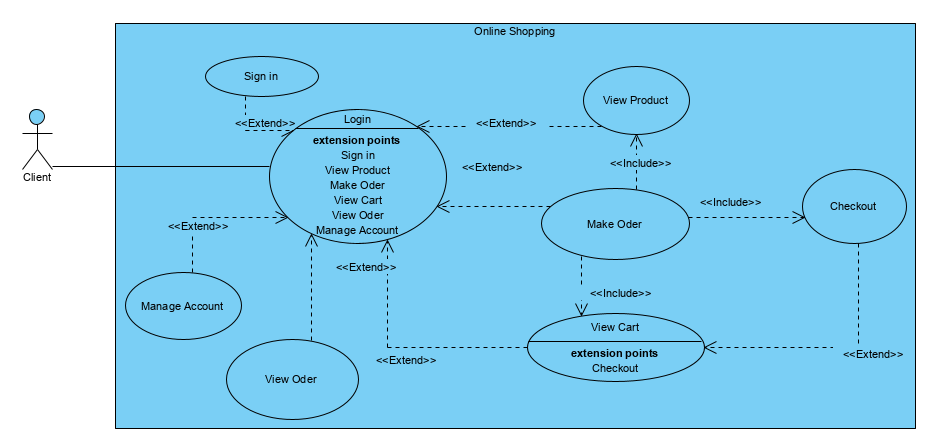 Online Shopping
Sign in
<<Extend>>
Client
Login
extension points
Sign in
View Product
Make Oder
View Cart
View Oder
Manage Account
<<Extend>>
View Product
<<Extend>>
<<Include>>
Make Oder
<<Include>>
Checkout
<<Extend>>
Manage Account
<<Extend>>
<<Include>>
View Cart
extension points
Checkout
<<Extend>>
<<Extend>>
View Oder